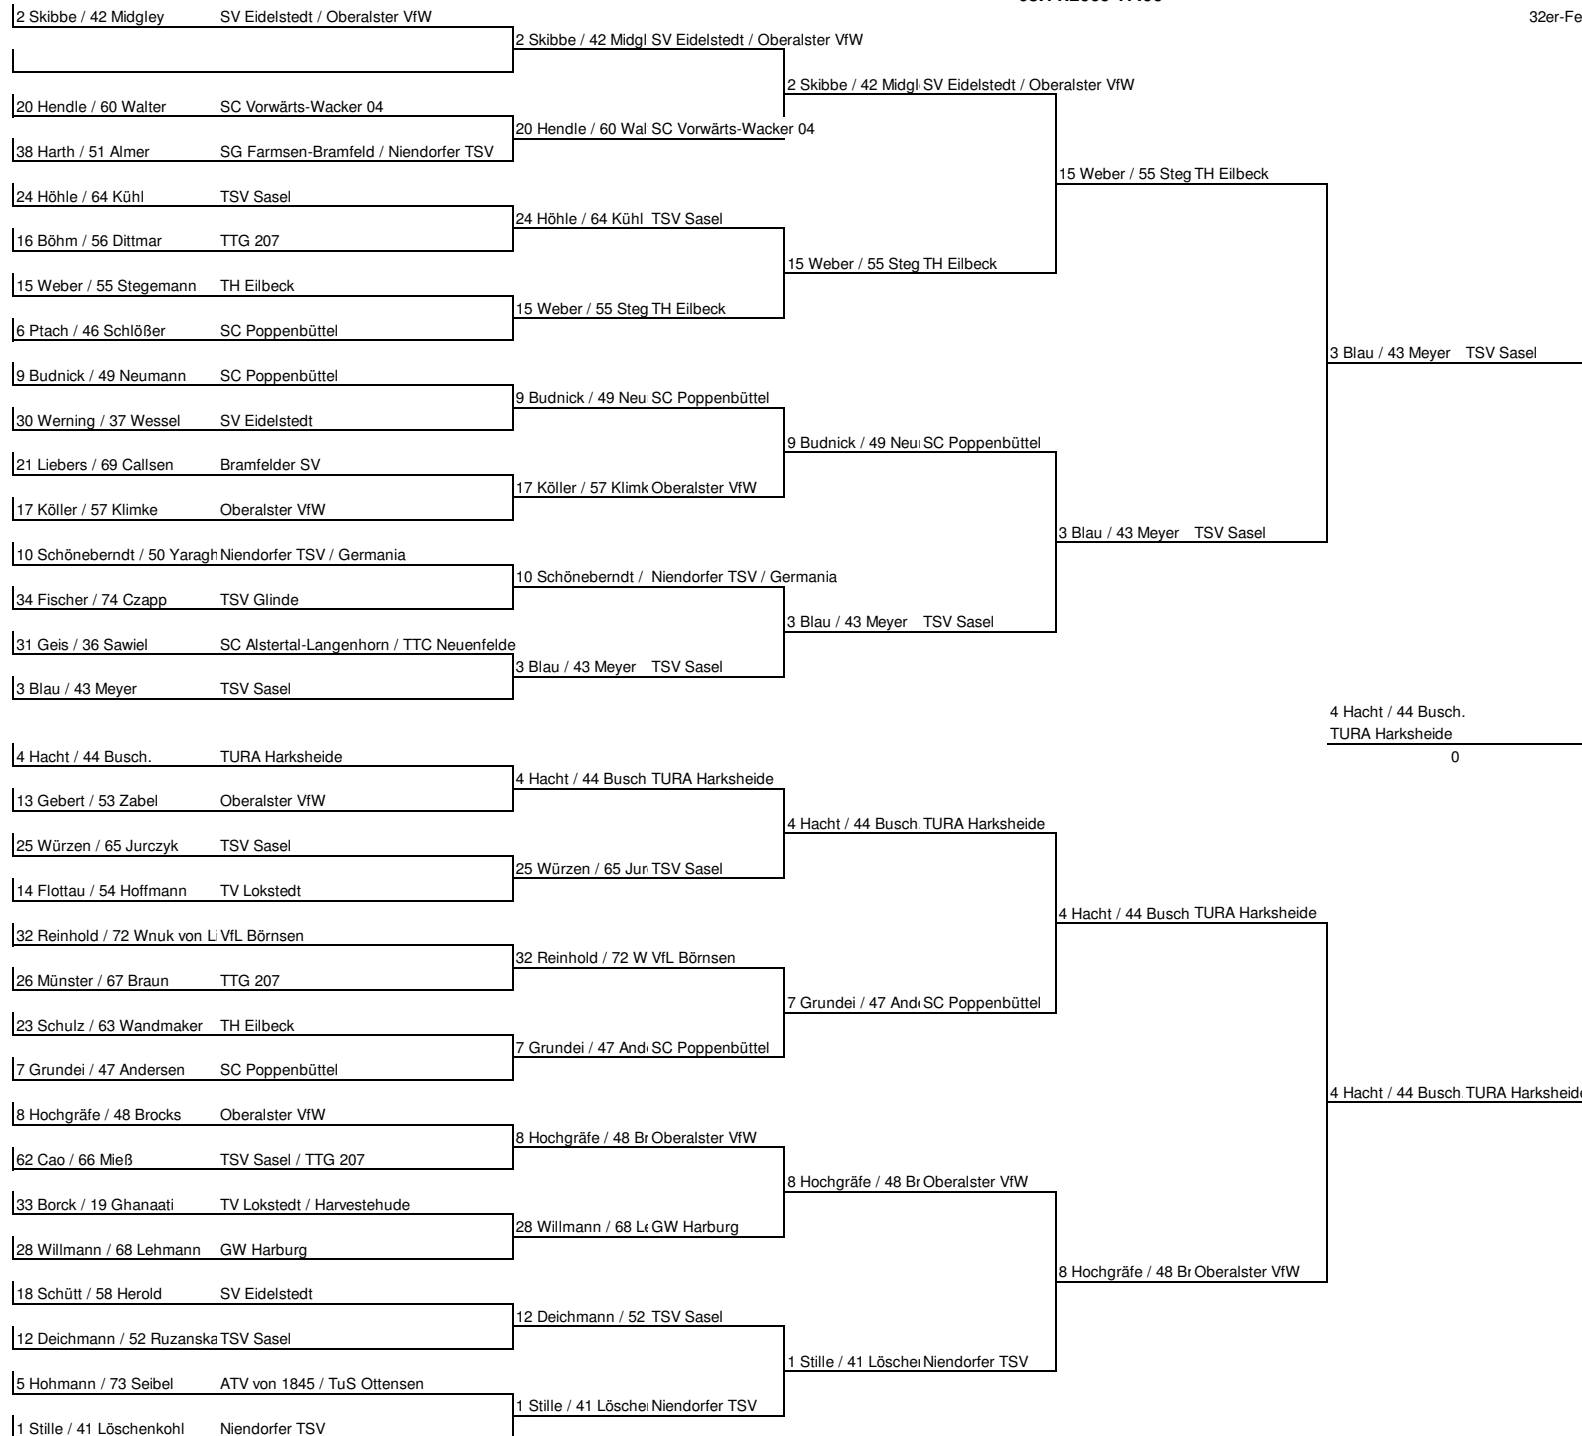 32er-Fe
2 Skibbe / 42 Midgley SV Eidelstedt / Oberalster VfW
2 Skibbe / 42 Midgl SV Eidelstedt / Oberalster VfW
2 Skibbe / 42 Midgl SV Eidelstedt / Oberalster VfW
20 Hendle / 60 Walter SC Vorwärts-Wacker 04
20 Hendle / 60 Wal SC Vorwärts-Wacker 04
38 Harth / 51 Almer SG Farmsen-Bramfeld / Niendorfer TSV
15 Weber / 55 Steg TH Eilbeck
24 Höhle / 64 Kühl TSV Sasel
24 Höhle / 64 Kühl TSV Sasel
16 Böhm / 56 Dittmar TTG 207
15 Weber / 55 Steg TH Eilbeck
15 Weber / 55 Stegemann TH Eilbeck
15 Weber / 55 Steg TH Eilbeck
6 Ptach / 46 Schlößer SC Poppenbüttel
3 Blau / 43 Meyer TSV Sasel
9 Budnick / 49 Neumann SC Poppenbüttel
9 Budnick / 49 Neu SC Poppenbüttel
30 Werning / 37 Wessel SV Eidelstedt
9 Budnick / 49 Neu SC Poppenbüttel
21 Liebers / 69 Callsen Bramfelder SV
17 Köller / 57 Klimk Oberalster VfW
17 Köller / 57 Klimke Oberalster VfW
3 Blau / 43 Meyer TSV Sasel
10 Schöneberndt / 50 Yaragh Niendorfer TSV / Germania
10 Schöneberndt / Niendorfer TSV / Germania
34 Fischer / 74 Czapp TSV Glinde
3 Blau / 43 Meyer TSV Sasel
31 Geis / 36 Sawiel SC Alstertal-Langenhorn / TTC Neuenfelde
3 Blau / 43 Meyer TSV Sasel
3 Blau / 43 Meyer TSV Sasel
4 Hacht / 44 Busch.
TURA Harksheide
0
4 Hacht / 44 Busch. TURA Harksheide
4 Hacht / 44 Busch TURA Harksheide
13 Gebert / 53 Zabel Oberalster VfW
4 Hacht / 44 Busch. TURA Harksheide
25 Würzen / 65 Jurczyk TSV Sasel
25 Würzen / 65 Jur TSV Sasel
14 Flottau / 54 Hoffmann TV Lokstedt
4 Hacht / 44 Busch TURA Harksheide
32 Reinhold / 72 Wnuk von Li VfL Börnsen
32 Reinhold / 72 W VfL Börnsen
26 Münster / 67 Braun TTG 207
7 Grundei / 47 And SC Poppenbüttel
23 Schulz / 63 Wandmaker TH Eilbeck
7 Grundei / 47 And SC Poppenbüttel
7 Grundei / 47 Andersen SC Poppenbüttel
4 Hacht / 44 Busch. TURA Harksheide
8 Hochgräfe / 48 Brocks Oberalster VfW
8 Hochgräfe / 48 Br Oberalster VfW
62 Cao / 66 Mieß TSV Sasel / TTG 207
8 Hochgräfe / 48 Br Oberalster VfW
33 Borck / 19 Ghanaati TV Lokstedt / Harvestehude
28 Willmann / 68 Le GW Harburg
28 Willmann / 68 Lehmann GW Harburg
8 Hochgräfe / 48 Br Oberalster VfW
18 Schütt / 58 Herold SV Eidelstedt
12 Deichmann / 52 TSV Sasel
12 Deichmann / 52 Ruzanska TSV Sasel
1 Stille / 41 Lösche Niendorfer TSV
5 Hohmann / 73 Seibel ATV von 1845 / TuS Ottensen
1 Stille / 41 Lösche Niendorfer TSV
1 Stille / 41 Löschenkohl Niendorfer TSV